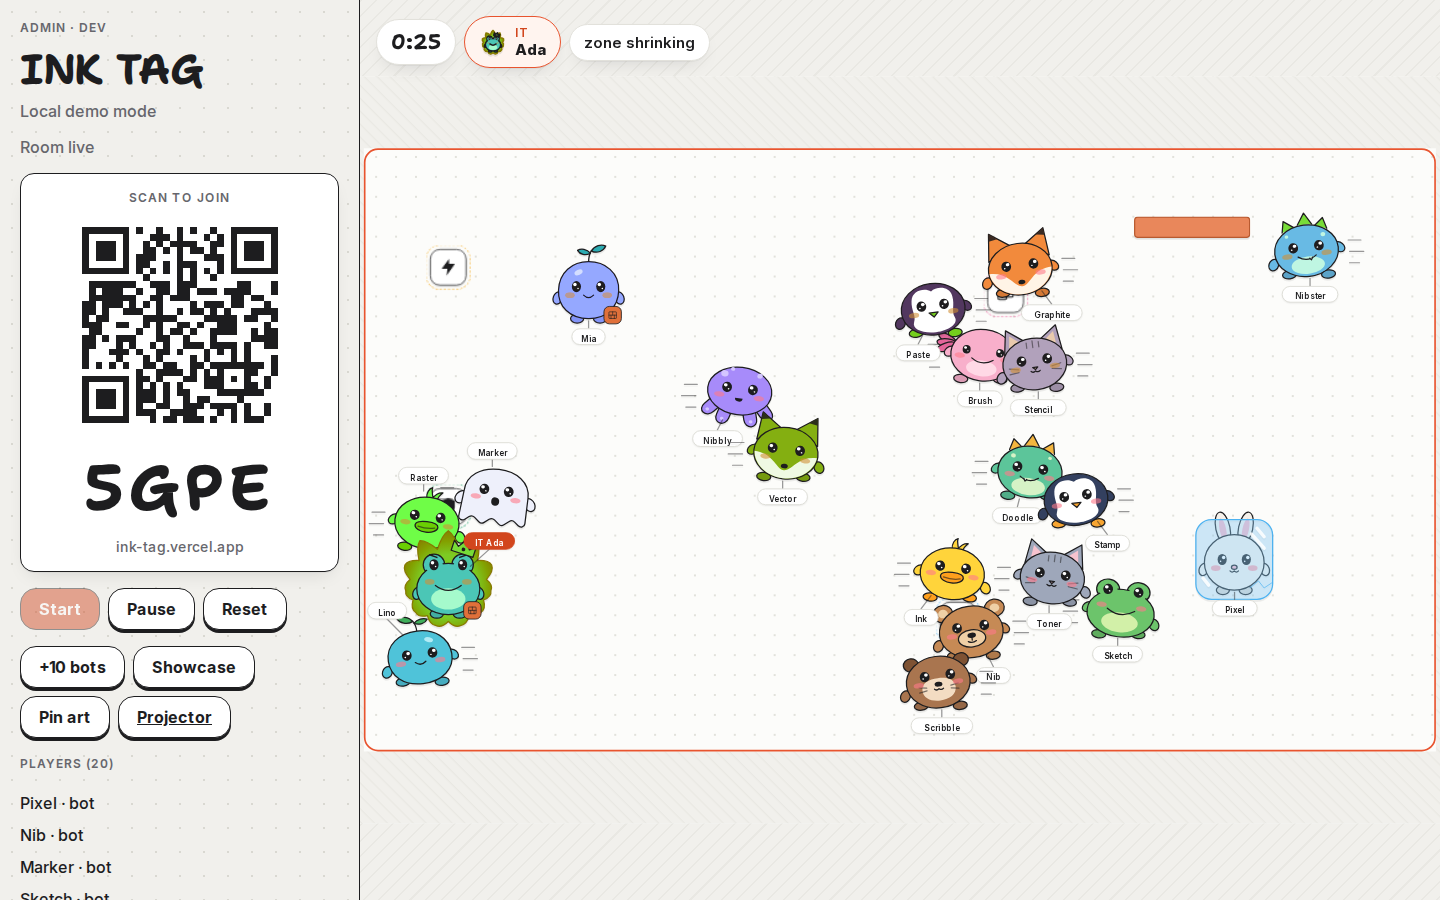 ADMIN · DEV
INK TAG
Local demo mode
Room live
SCAN TO JOIN
5GPE
ink-tag.vercel.app
Start
Pause
Reset
+10 bots
Showcase
Pin art
Projector
PLAYERS (20)
Pixel · bot
Nib · bot
Marker · bot
Sketch · bot
0:25
IT
Ada
zone shrinking
Nibster
Graphite
Mia
Paste
Brush
Stencil
Nibbly
Marker
Raster
Vector
Doodle
IT Ada
Stamp
Pixel
Lino
Ink
Toner
Sketch
Nib
Scribble